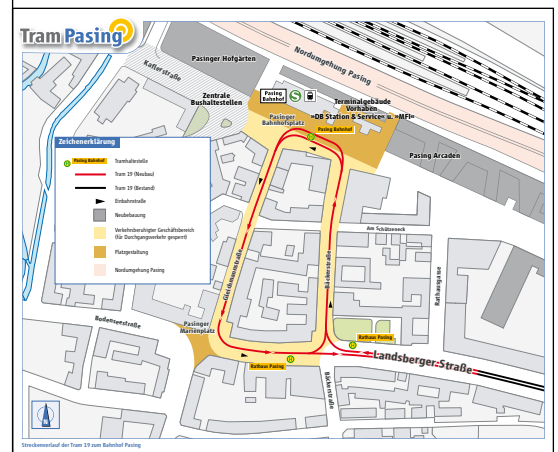 Tram Pasing
Kaflerstraße
Pasinger Hofgärten
Nordumgehung Pasing
Zentrale
Bushaltestellen
Pasing
Bahnhof
S
Terminalgebäude
Vorhaben
»DB Station & Service« u. »MFI«
Pasinger
Bahnhofsplatz
Pasing Bahnhof
Pasing Arcaden
Zeichenerklärung
H Pasing Bahnhof Tramhaltestelle
Tram 19 (Neubau)
Tram 19 (Bestand)
Einbahnstraße
Neubebauung
Verkehrsberuhigter Geschäftsbereich
(für Durchgangsverkehr gesperrt)
Platzgestaltung
Nordumgehung Pasing
Am Schützeneck
Gleichmannstraße
Bäckerstraße
Rathausgasse
Bodenseestraße
Pasinger
Marienplatz
Rathaus Pasing
Rathaus Pasing
Landsberger Straße
Bäckerstraße
Streckenverlauf der Tram 19 zum Bahnhof Pasing